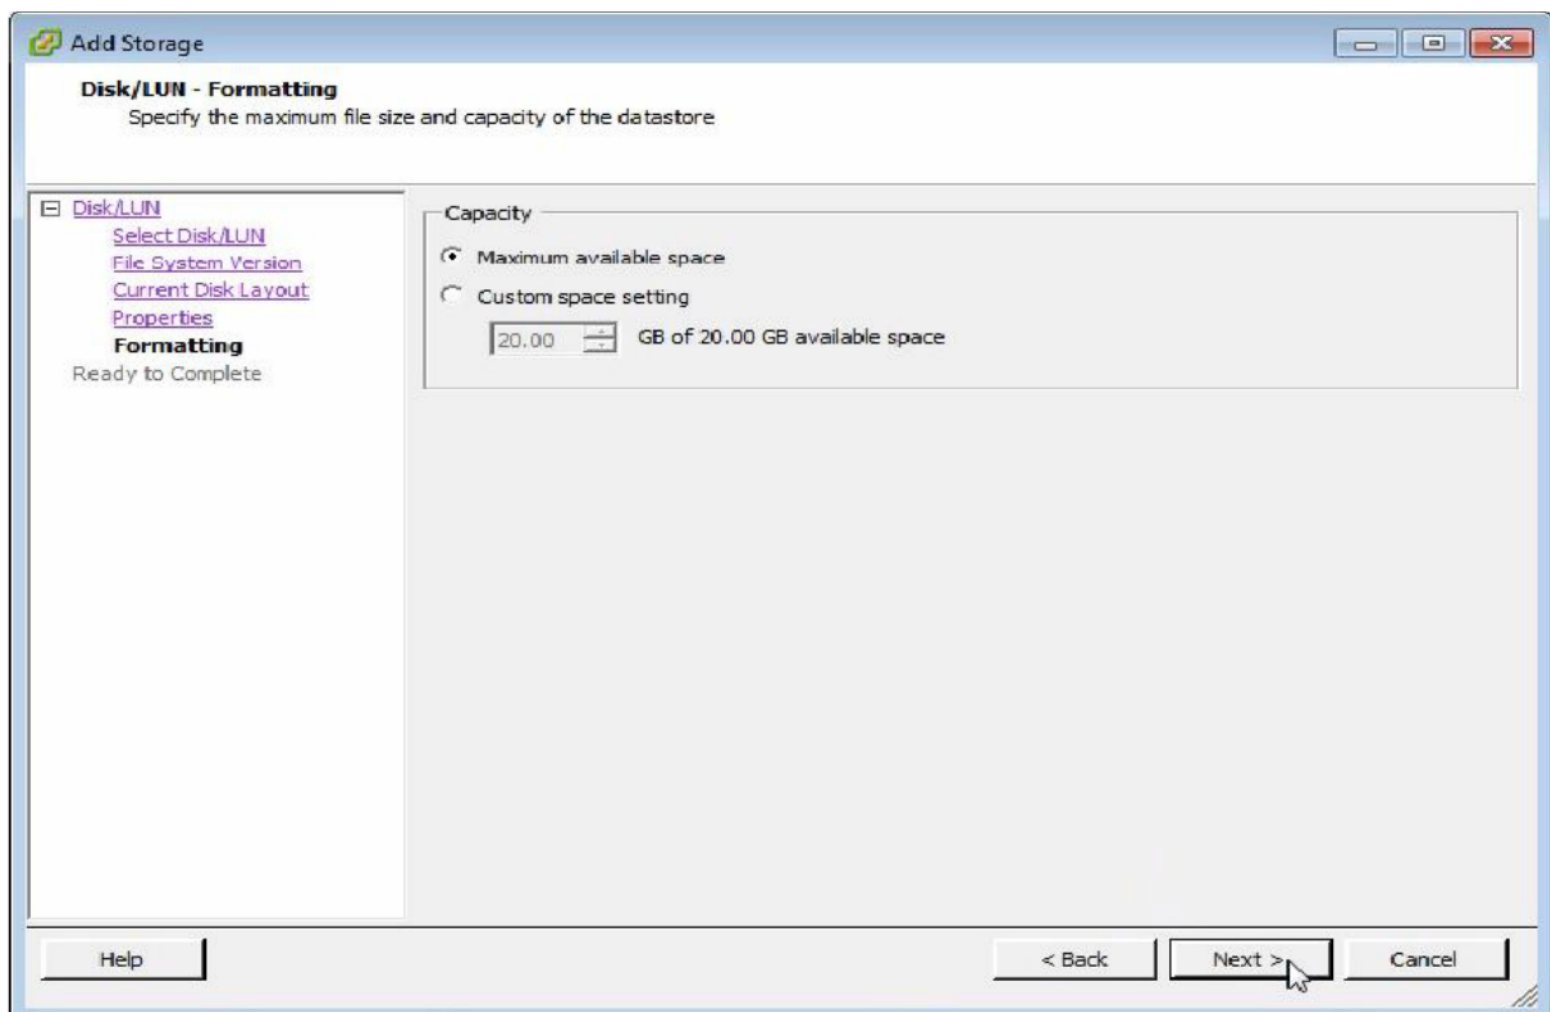 Add Storage
Disk/LUN - Formatting
Specify the maximum file size and capacity of the datastore
Disk/LUN
Select Disk/LUN
File System Version
Current Disk Layout
Properties
Formatting
Ready to Complete
Capacity
Maximum available space
Custom space setting
20.00 GB of 20.00 GB available space
Help < Back Next > Cancel